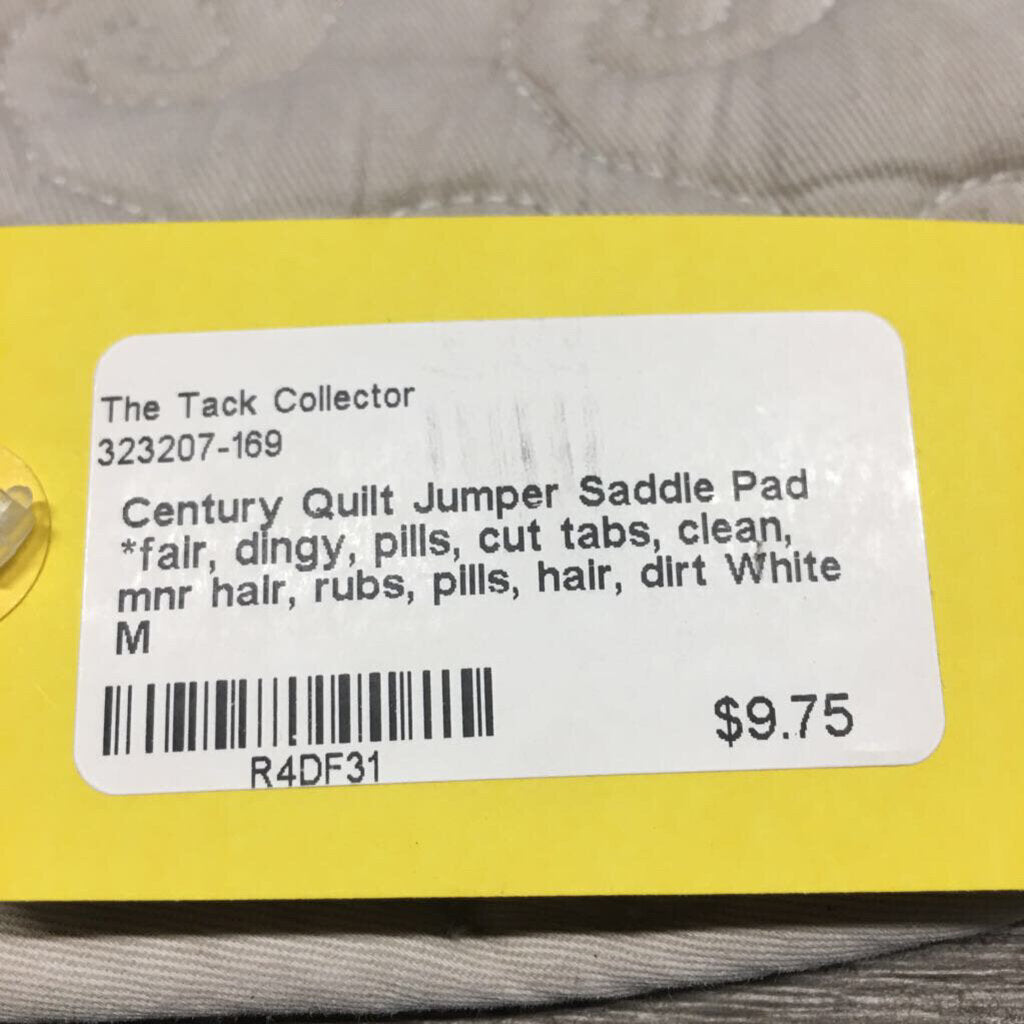 The Tack Collector
323207-169
Century Quilt Jumper Saddle Pad
*fair, dingy, pills, cut tabs, clean,
mnr hair, rubs, pills, hair, dirt White
M
R4DF31
$9.75